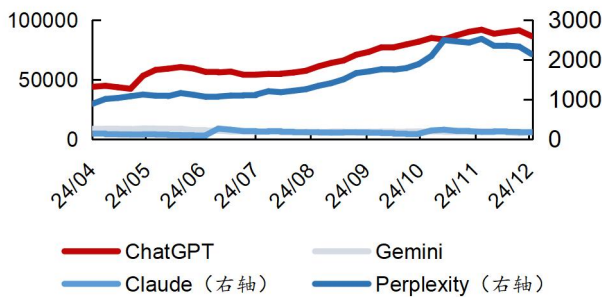 100000 3000
50000 2000
1000
0 0
24/04 24/05 24/06 24/07 24/08 24/09 24/10 24/11 24/12
ChatGPT Gemini
Claude（右轴） Perplexity（右轴）